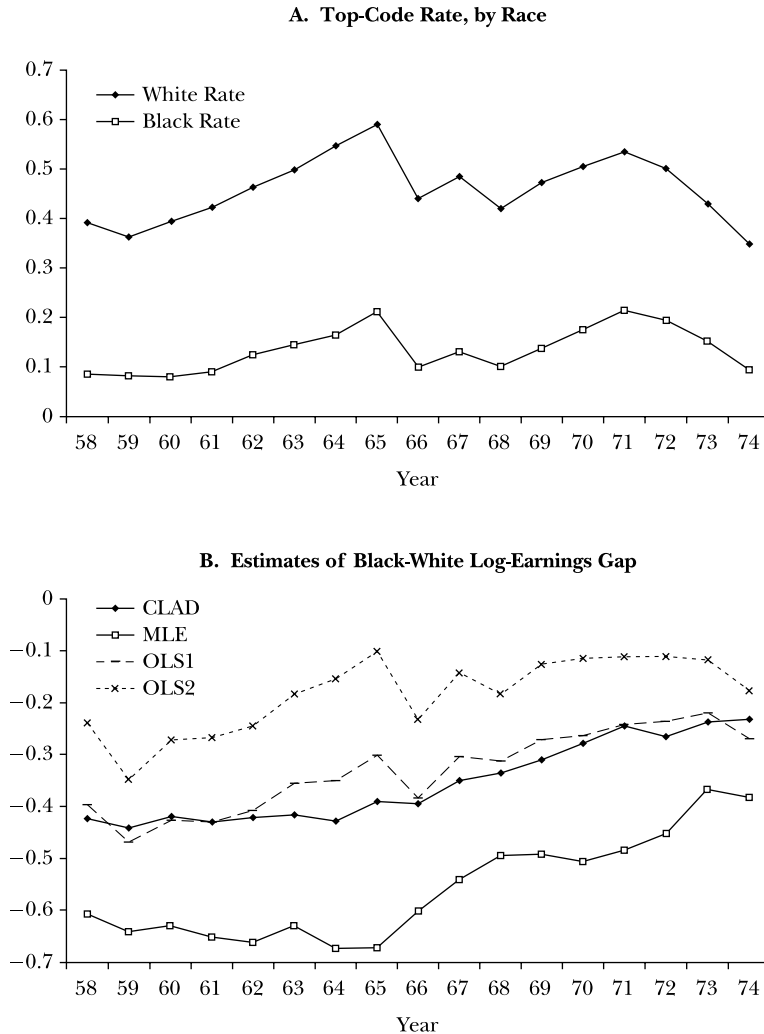 A. Top-Code Rate, by Race
0.7
0.6
0.5
0.4
0.3
0.2
0.1
0
White Rate
Black Rate
58 59 60 61 62 63 64 65 66 67 68 69 70 71 72 73 74
Year
B. Estimates of Black-White Log-Earnings Gap
0
−0.1
−0.2
−0.3
−0.4
−0.5
−0.6
−0.7
CLAD
MLE
OLS1
OLS2
58 59 60 61 62 63 64 65 66 67 68 69 70 71 72 73 74
Year